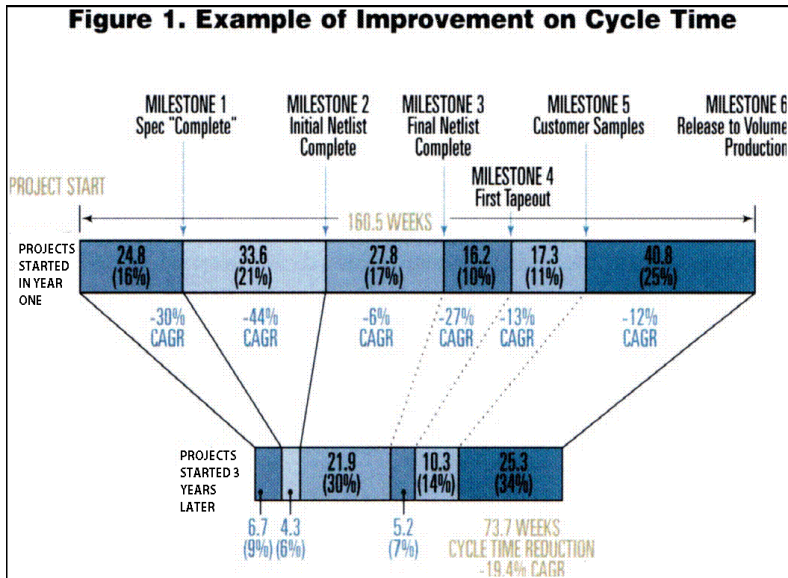 Figure 1. Example of Improvement on Cycle Time
MILESTONE 1
Spec "Complete"
MILESTONE 2
Initial Netlist
Complete
MILESTONE 3
Final Netlist
Complete
MILESTONE 4
First Tapeout
MILESTONE 5
Customer Samples
MILESTONE 6
Release to Volume
Production
PROJECT START
160.5 WEEKS
PROJECTS
STARTED
IN YEAR
ONE
24.8
(16%)
33.6
(21%)
27.8
(17%)
16.2
(10%)
17.3
(11%)
40.8
(25%)
-30%
CAGR
-44%
CAGR
-6%
CAGR
-27%
CAGR
-13%
CAGR
-12%
CAGR
PROJECTS
STARTED 3
YEARS
LATER
21.9
(30%)
10.3
(14%)
25.3
(34%)
6.7
(9%)
4.3
(6%)
5.2
(7%)
73.7 WEEKS
CYCLE TIME REDUCTION
-19.4% CAGR